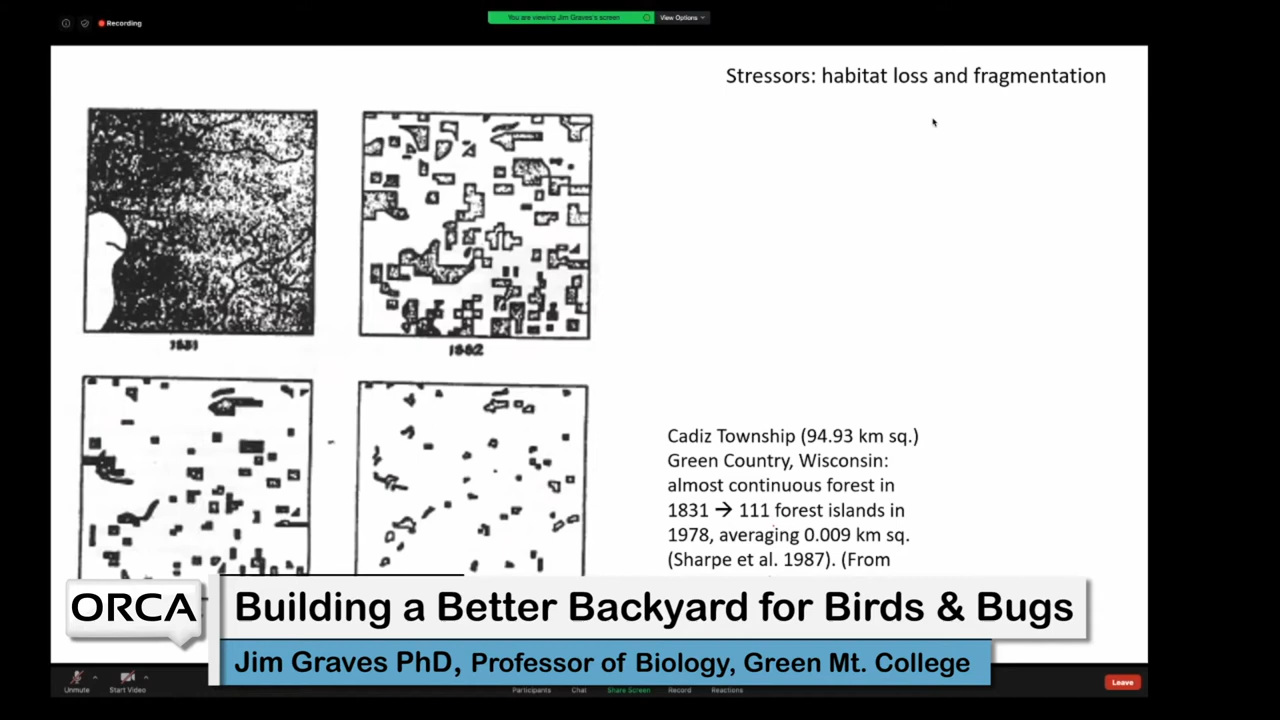 Recording
You are viewing Jim Graves's screen
View Options
Stressors: habitat loss and fragmentation
1831
1882
Cadiz Township (94.93 km sq.)
Green Country, Wisconsin:
almost continuous forest in
1831 → 111 forest islands in
1978, averaging 0.009 km sq.
(Sharpe et al. 1987). (From
ORCA
Building a Better Backyard for Birds & Bugs
Jim Graves PhD, Professor of Biology, Green Mt. College
Unmute
Start Video
Participants
Chat
Share Screen
Record
Reactions
Leave